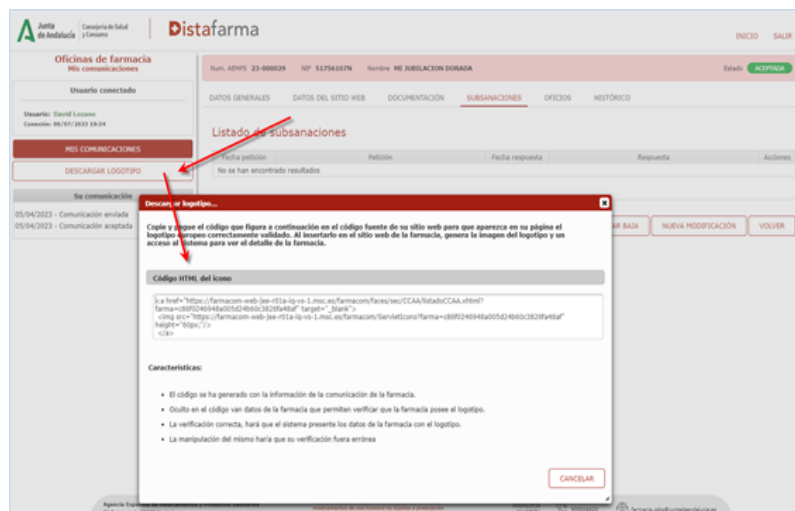 Junta
de Andalucía
Consejería de Salud
y Consumo
Distafarma
INICIO SALIR
Oficinas de farmacia
Mis comunicaciones
Num. AEMPS 23-000029 NIF 51756107N Nombre MI JUBILACION DORADA Estado ACEPTADA
Usuario conectado
DATOS GENERALES DATOS DEL SITIO WEB DOCUMENTACIÓN SUBSANACIONES OFICIOS HISTÓRICO
Usuario: David Lozano
Conexión: 06/07/2023 10:24
Listado de subsanaciones
MIS COMUNICACIONES
Fecha petición Petición Fecha respuesta Respuesta Acciones
DESCARGAR LOGOTIPO
No se han encontrado resultados
Su comunicación
05/04/2023 - Comunicación enviada
05/04/2023 - Comunicación aceptada
AR BAJA NUEVA MODIFICACIÓN VOLVER
Descargar logotipo...
Copie y pegue el código que figura a continuación en el código fuente de su sitio web para que aparezca en su página el
logotipo europeo correctamente validado. Al insertarlo en el sitio web de la farmacia, genera la imagen del logotipo y un
acceso al sistema para ver el detalle de la farmacia.
Código HTML del icono
<a href="https://farmacom-web-jee-r01a-iq-vs-1.msc.es/farmacom/faces/sec/CCAA/listadoCCAA.xhtml?
farma=c86f0246948a005d24b60c3826fa48af" target="_blank">
<img src="https://farmacom-web-jee-r01a-iq-vs-1.msc.es/farmacom/ServletIcono?farma=c86f0246948a005d24b60c3826fa48af"
height="60px;"/>
</a>
Características:
El código se ha generado con la información de la comunicación de la farmacia.
Oculto en el código van datos de la farmacia que permiten verificar que la farmacia posee el logotipo.
La verificación correcta, hará que el sistema presente los datos de la farmacia con el logotipo.
La manipulación del mismo haría que su verificación fuera errónea
CANCELAR